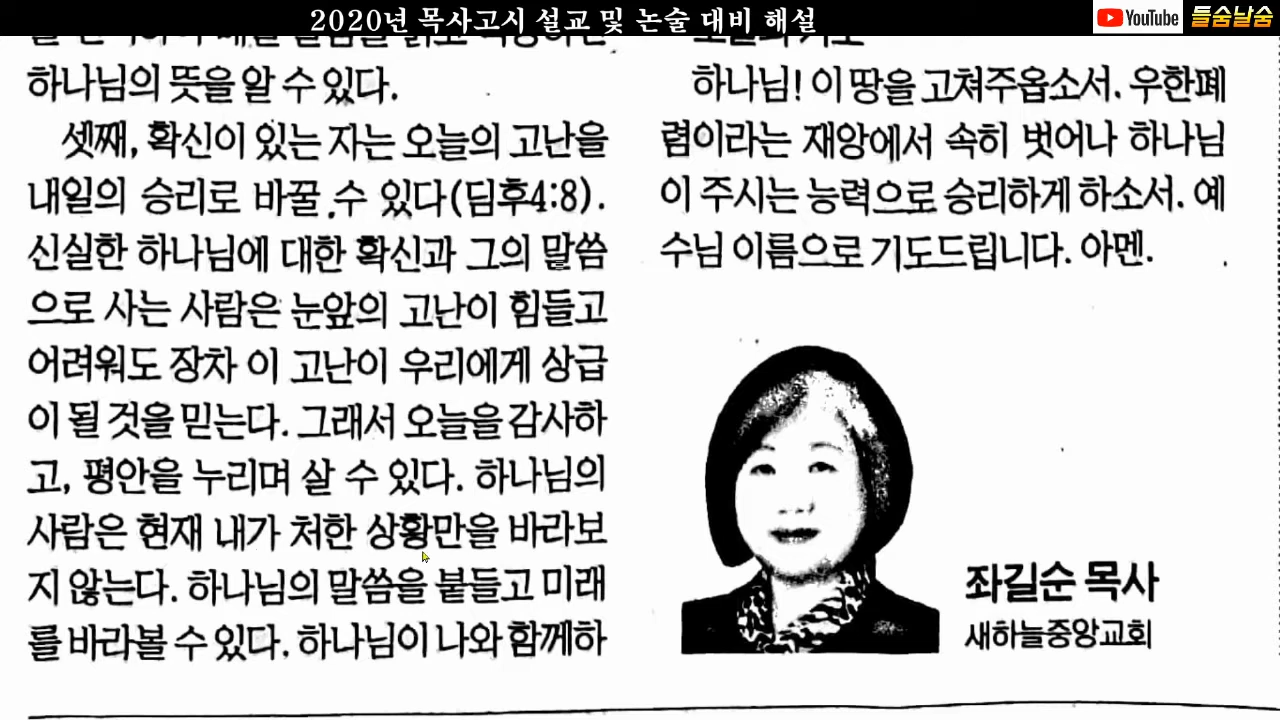 2020년 목사고시 설교 및 논술 대비 해설
YouTube 들숨날숨
하나님의 뜻을 알 수 있다.
셋째, 확신이 있는 자는 오늘의 고난을
내일의 승리로 바꿀 수 있다(딤후4:8).
신실한 하나님에 대한 확신과 그의 말씀
으로 사는 사람은 눈앞의 고난이 힘들고
어려워도 장차 이 고난이 우리에게 상급
이 될 것을 믿는다. 그래서 오늘을 감사하
고, 평안을 누리며 살 수 있다. 하나님의
사람은 현재 내가 처한 상황만을 바라보
지 않는다. 하나님의 말씀을 붙들고 미래
를 바라볼 수 있다. 하나님이 나와 함께하
하나님! 이 땅을 고쳐주옵소서. 우한폐
렴이라는 재앙에서 속히 벗어나 하나님
이 주시는 능력으로 승리하게 하소서. 예
수님 이름으로 기도드립니다. 아멘.
좌길순 목사
새하늘중앙교회